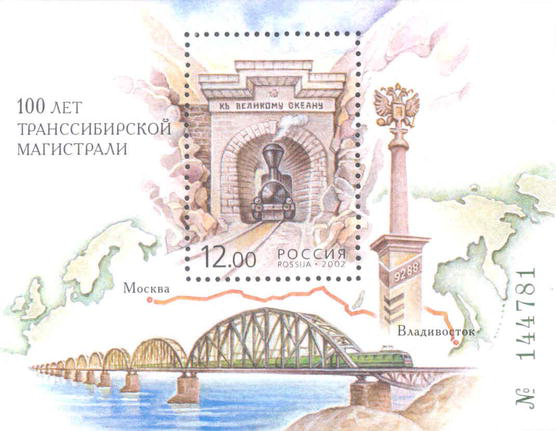 100 ЛЕТ
ТРАНССИБИРСКОЙ
МАГИСТРАЛИ
КЪ ВЕЛИКОМУ ОКЕАНУ
12.00 РОССИЯ
ROSSIJA • 2002
9288
Москва
Владивосток
№ 144781